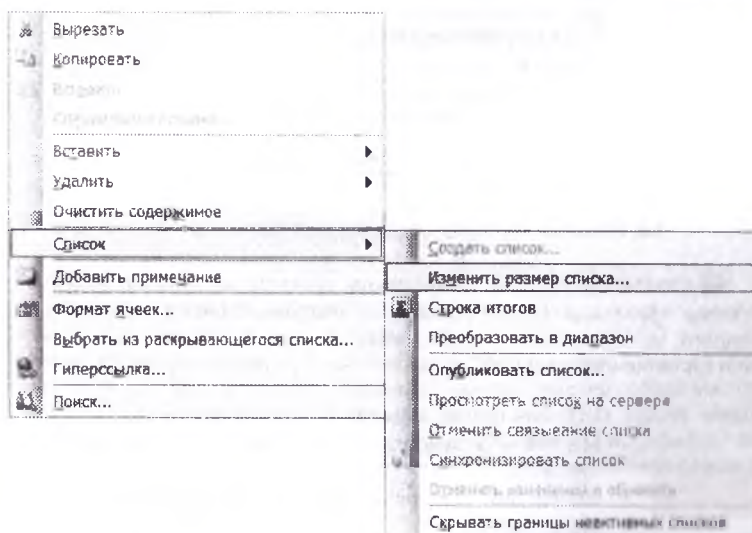 Вырезать
Копировать
Вставить
Удалить
Очистить содержимое
Список
Добавить примечание
Формат ячеек...
Выбрать из раскрывающегося списка...
Гиперссылка...
Поиск...
Создать список...
Изменить размер списка...
Строка итогов
Преобразовать в диапазон
Опубликовать список...
Просмотреть список на сервере
Отменить связывание списка
Синхронизировать список
Скрывать границы неактивных списков